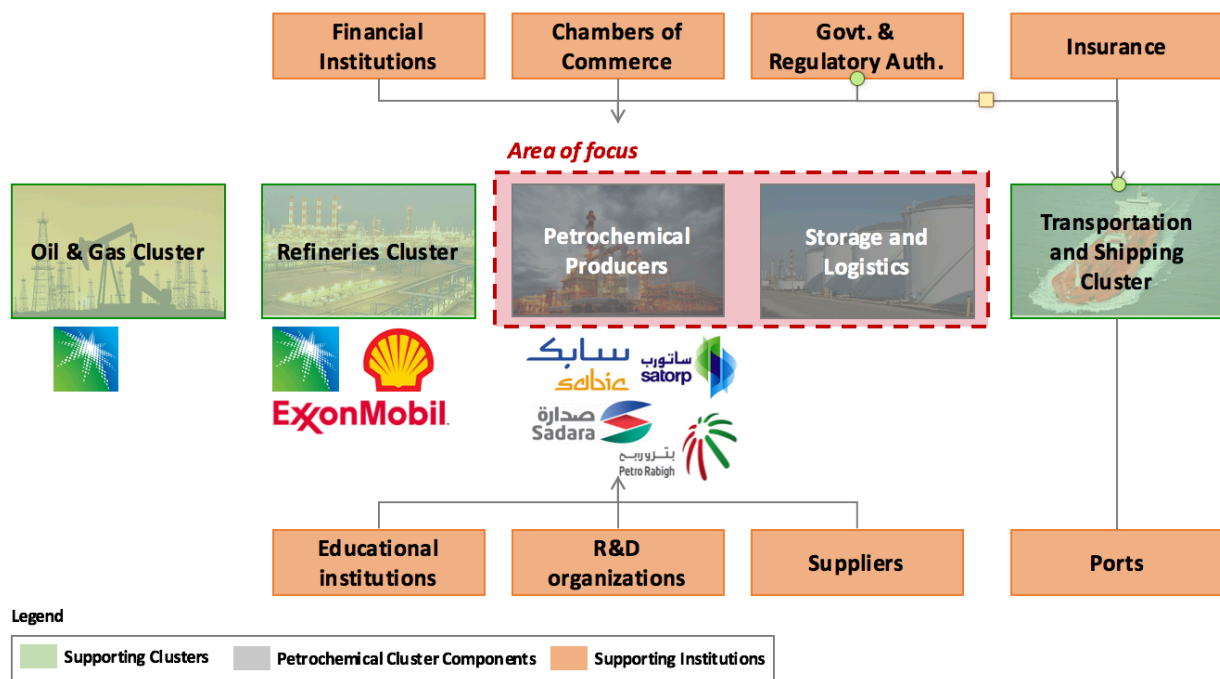 Financial
Institutions
Chambers of
Commerce
Govt. &
Regulatory Auth.
Insurance
Area of focus
Oil & Gas Cluster
Refineries Cluster
Petrochemical
Producers
Storage and
Logistics
Transportation
and Shipping
Cluster
سابك
sabic
ساتورب
satorp
ExxonMobil
صدارة
Sadara
بترورابغ
Petro Rabigh
Educational
institutions
R&D
organizations
Suppliers
Ports
Legend
Supporting Clusters
Petrochemical Cluster Components
Supporting Institutions